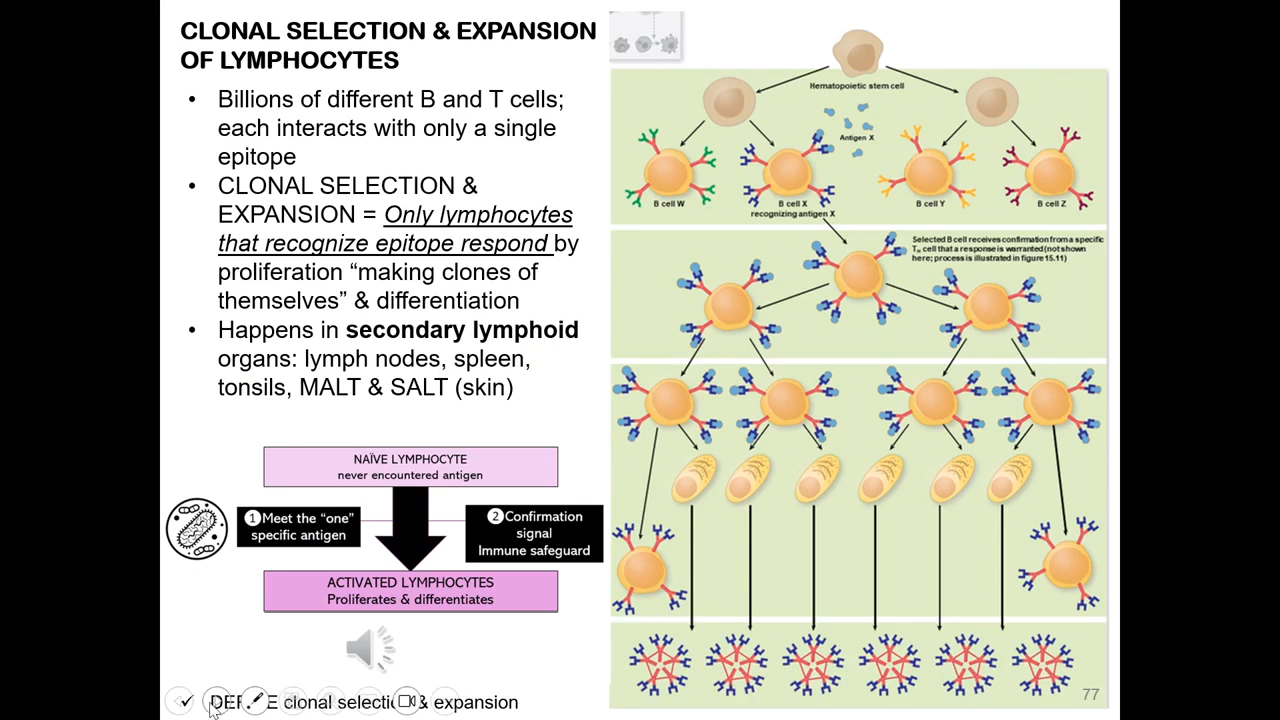 CLONAL SELECTION & EXPANSION
OF LYMPHOCYTES
• Billions of different B and T cells;
each interacts with only a single
epitope
• CLONAL SELECTION &
EXPANSION = Only lymphocytes
that recognize epitope respond by
proliferation “making clones of
themselves” & differentiation
• Happens in secondary lymphoid
organs: lymph nodes, spleen,
tonsils, MALT & SALT (skin)
NAÏVE LYMPHOCYTE
never encountered antigen
1 Meet the “one”
specific antigen
2 Confirmation
signal
Immune safeguard
ACTIVATED LYMPHOCYTES
Proliferates & differentiates
clonal & expansion
Hematopoietic stem cell
Antigen X
B cell W
B cell X
recognizing antigen X
B cell Y
B cell Z
Selected B cell receives confirmation from a specific
TH cell that a response is warranted (not shown
here; process is illustrated in figure 15.11)
77